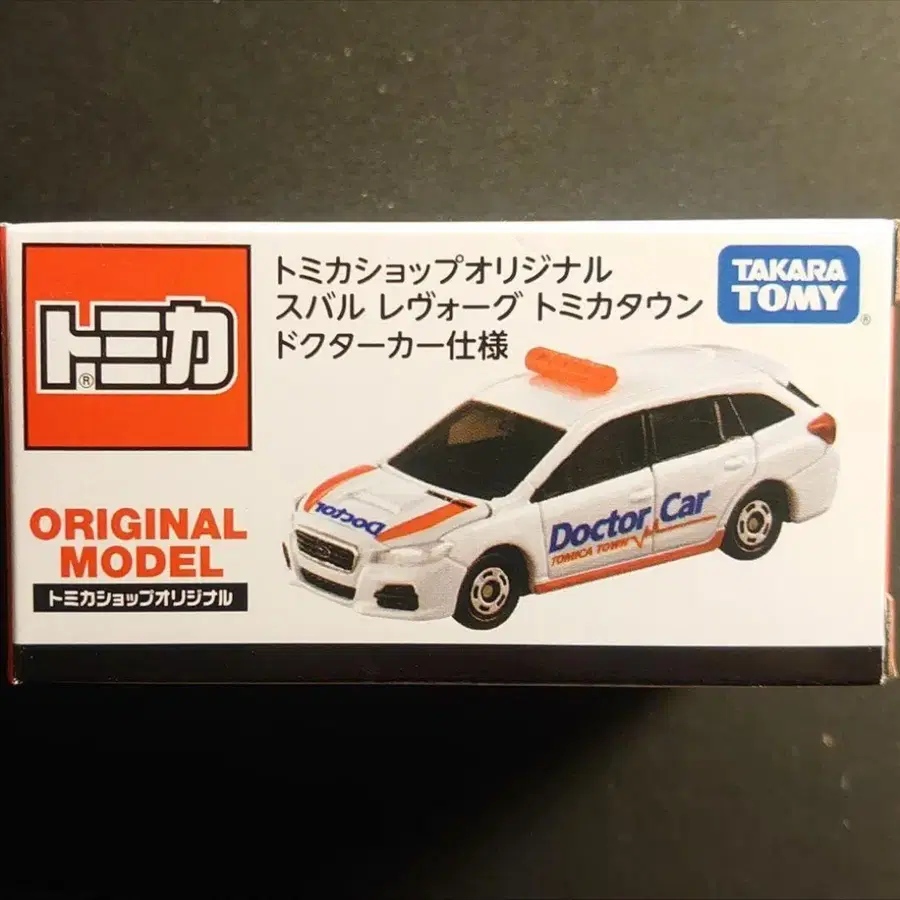 トミカ
®
トミカショップオリジナル
スバル レヴォーグ トミカタウン
ドクターカー仕様
TAKARA
TOMY
®
ORIGINAL
MODEL
トミカショップオリジナル
Doctor
Doctor Car
TOMICA TOWN